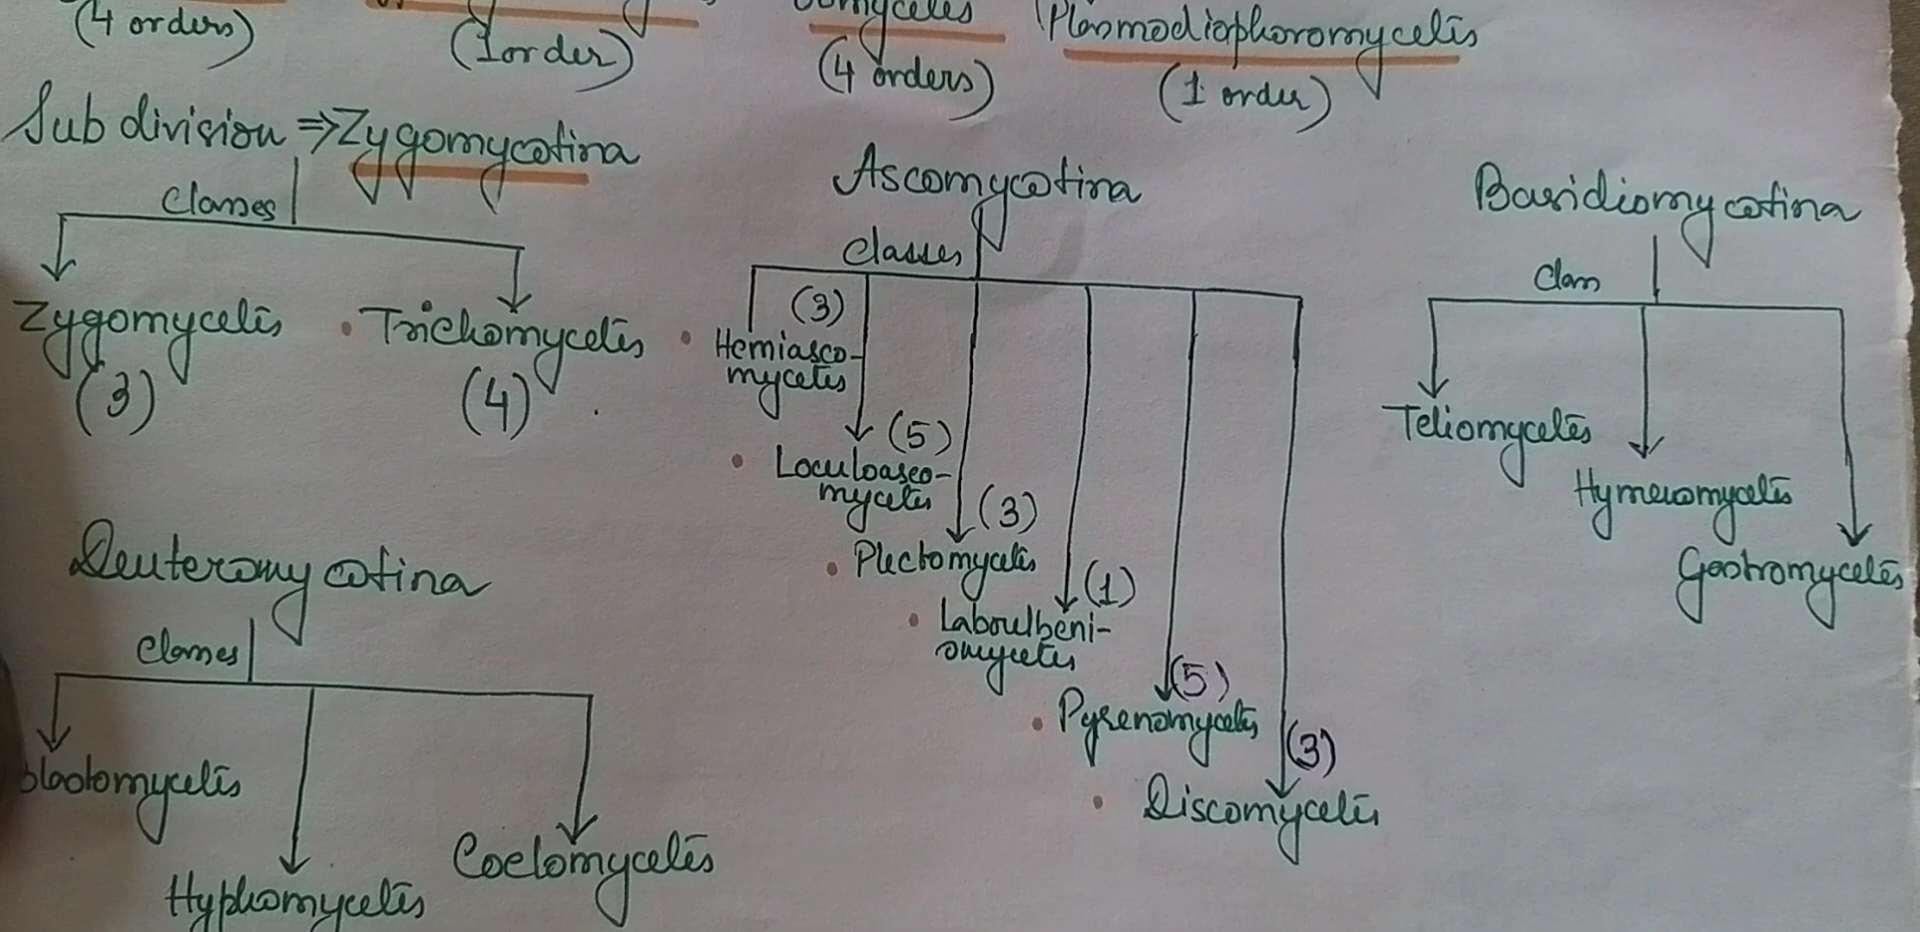 (4 orders)
(1 order)
Plasmodiophoromycetes
(4 orders)
(1 order)
Sub division ⇒ Zygomycotina
Classes
Zygomycetes
(3)
Trichomycetes
(4)
Ascomycotina
Classes
(3)
Hemiasco-
mycetes
(5)
Loculoasco-
mycetes
(3)
Plectomycetes
(1)
Laboulbeni-
omycetes
(5)
Pyrenomycetes
(3)
Discomycetes
Basidiomycotina
Class
Teliomycetes
Hymenomycetes
Gastromycetes
Deuteromycotina
Classes
blastomycetes
Hyphomycetes
Coelomycetes